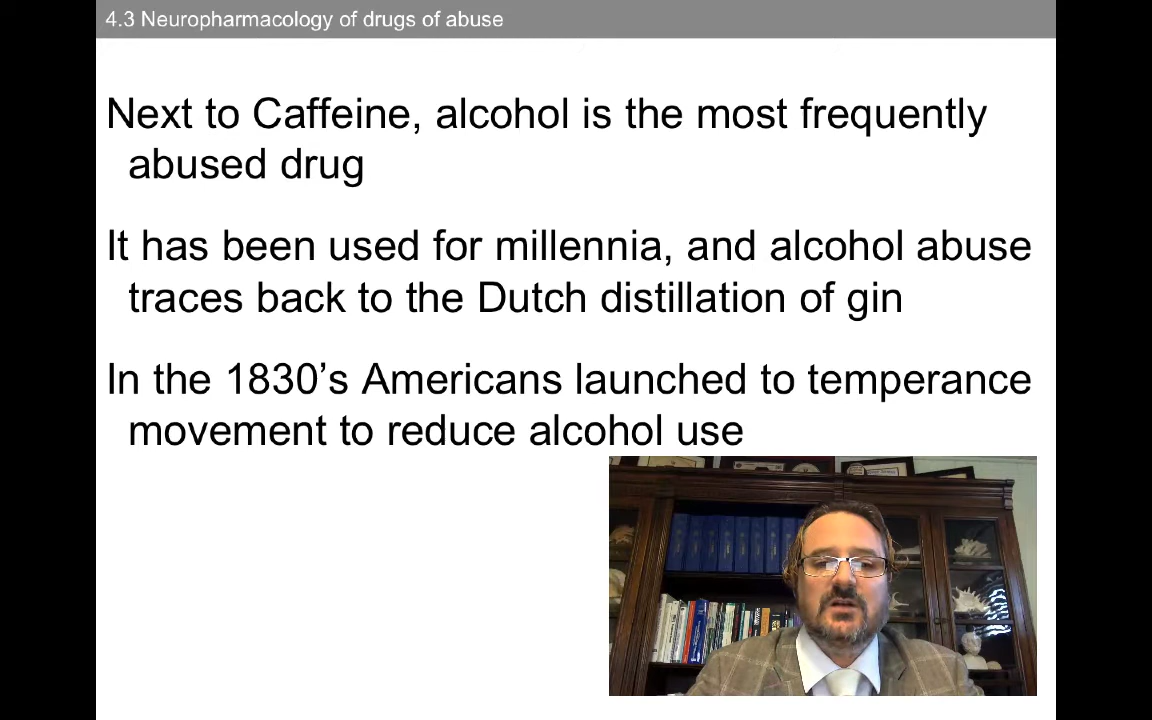 4.3 Neuropharmacology of drugs of abuse
Next to Caffeine, alcohol is the most frequently
abused drug
It has been used for millennia, and alcohol abuse
traces back to the Dutch distillation of gin
In the 1830’s Americans launched to temperance
movement to reduce alcohol use